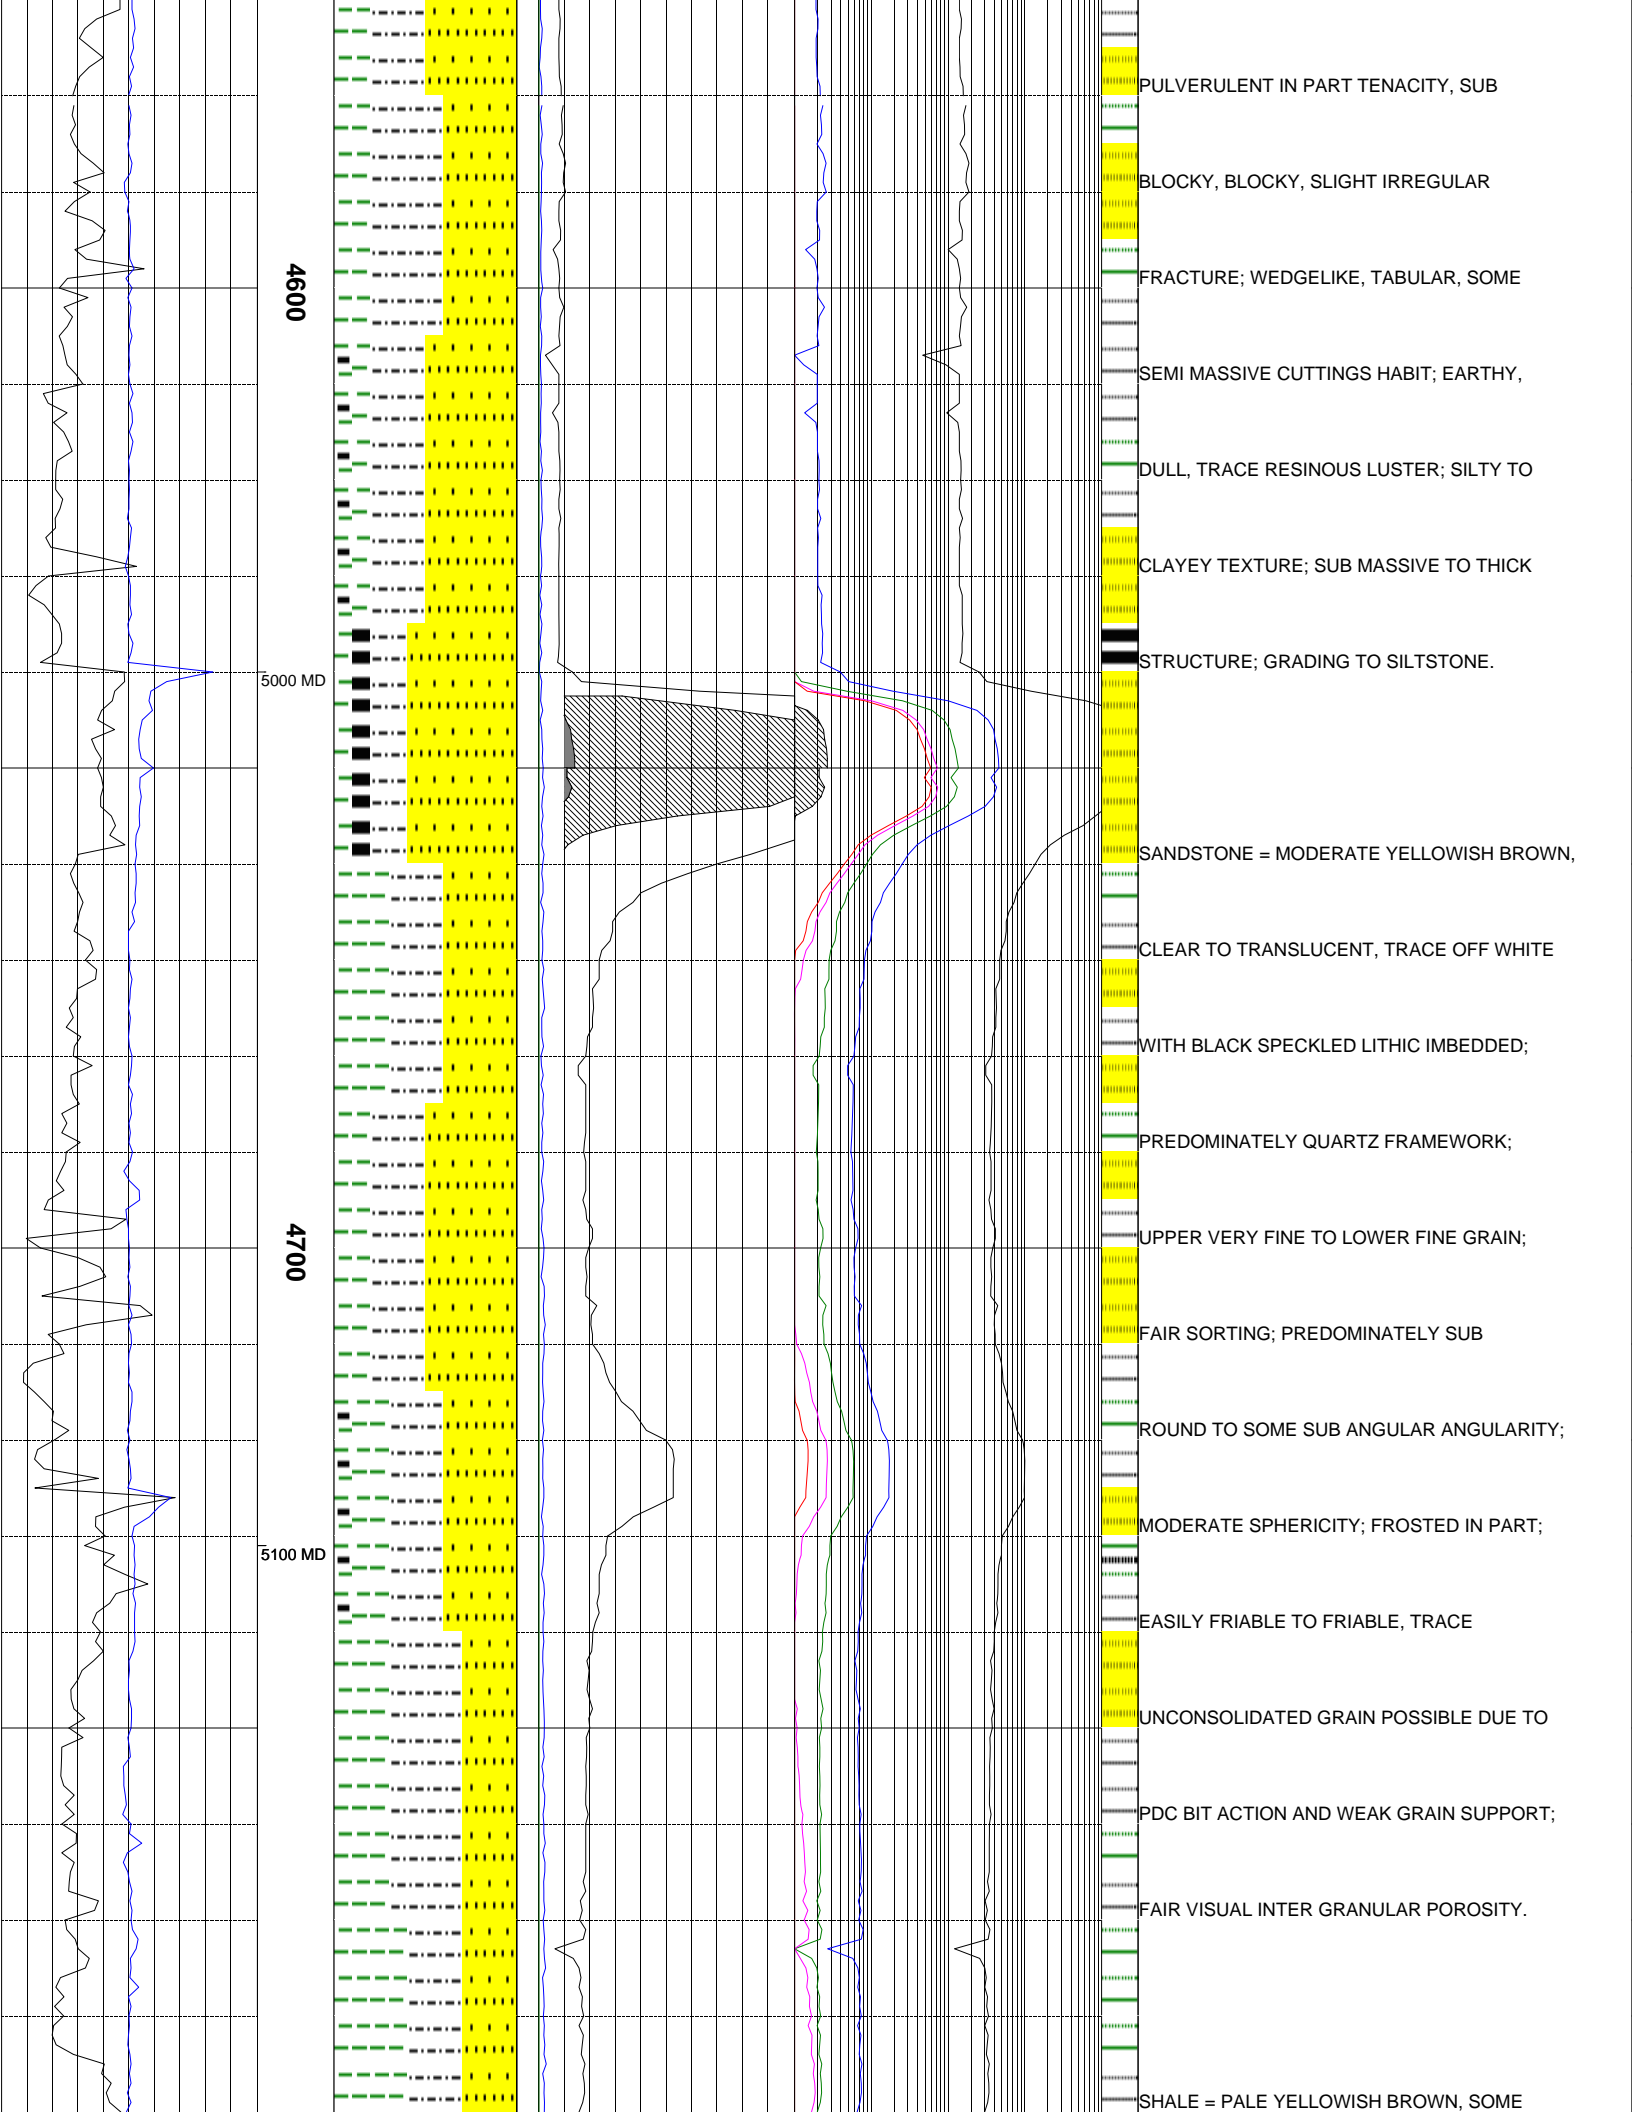 PULVERULENT IN PART TENACITY, SUB
BLOCKY, BLOCKY, SLIGHT IRREGULAR
4600
FRACTURE; WEDGELIKE, TABULAR, SOME
SEMI MASSIVE CUTTINGS HABIT; EARTHY,
DULL, TRACE RESINOUS LUSTER; SILTY TO
CLAYEY TEXTURE; SUB MASSIVE TO THICK
STRUCTURE; GRADING TO SILTSTONE.
5000 MD
SANDSTONE = MODERATE YELLOWISH BROWN,
CLEAR TO TRANSLUCENT, TRACE OFF WHITE
WITH BLACK SPECKLED LITHIC IMBEDDED;
PREDOMINATELY QUARTZ FRAMEWORK;
UPPER VERY FINE TO LOWER FINE GRAIN;
4700
FAIR SORTING; PREDOMINATELY SUB
ROUND TO SOME SUB ANGULAR ANGULARITY;
MODERATE SPHERICITY; FROSTED IN PART;
5100 MD
EASILY FRIABLE TO FRIABLE, TRACE
UNCONSOLIDATED GRAIN POSSIBLE DUE TO
PDC BIT ACTION AND WEAK GRAIN SUPPORT;
FAIR VISUAL INTER GRANULAR POROSITY.
SHALE = PALE YELLOWISH BROWN, SOME